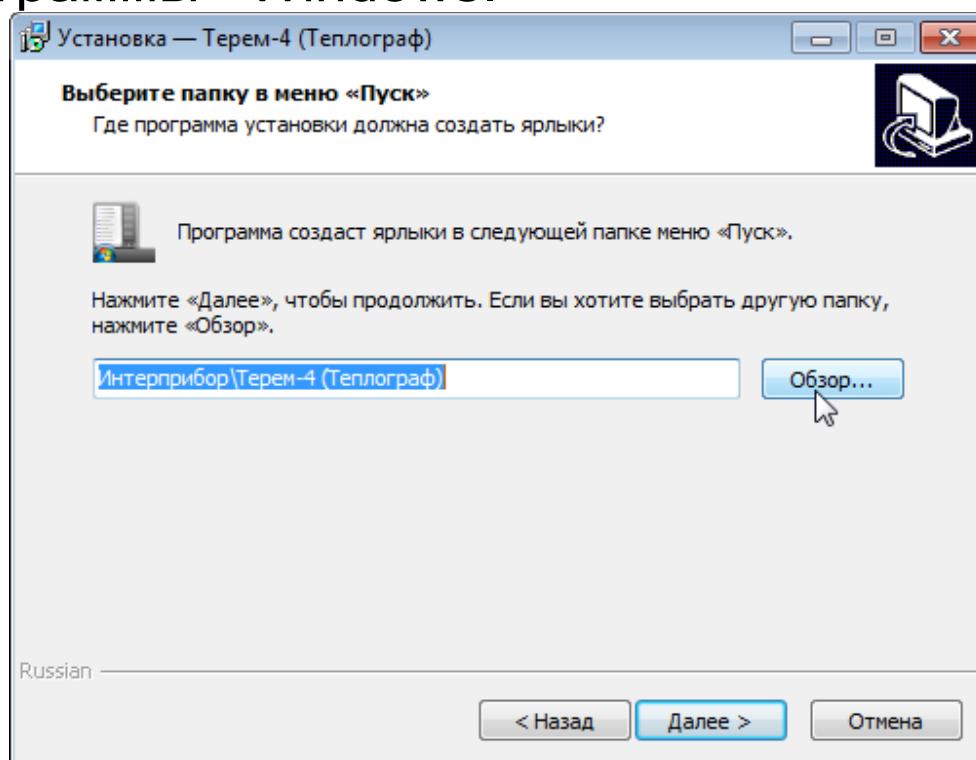 Windows.
Установка — Терем-4 (Теплограф)
Выберите папку в меню «Пуск»
Где программа установки должна создать ярлыки?
Программа создаст ярлыки в следующей папке меню «Пуск».
Нажмите «Далее», чтобы продолжить. Если вы хотите выбрать другую папку,
нажмите «Обзор».
Интерприбор\Терем-4 (Теплограф)
Обзор...
Russian
< Назад
Далее >
Отмена